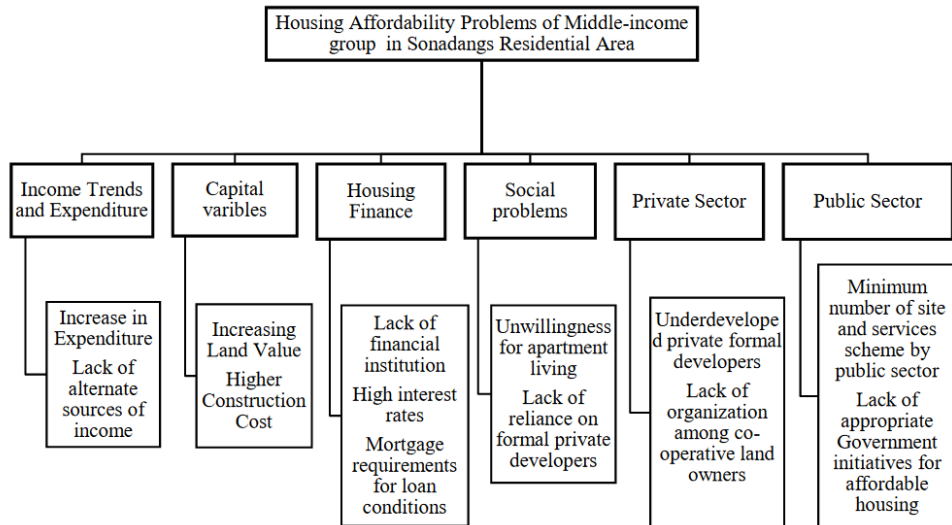 Housing Affordability Problems of Middle-income
group in Sonadangs Residential Area
Income Trends
and Expenditure
Capital
varibles
Housing
Finance
Social
problems
Private Sector
Public Sector
Increase in
Expenditure
Lack of
alternate
sources of
income
Increasing
Land Value
Higher
Construction
Cost
Lack of
financial
institution
High interest
rates
Mortgage
requirements
for loan
conditions
Unwillingness
for apartment
living
Lack of
reliance on
formal private
developers
Underdevelope
d private formal
developers
Lack of
organization
among co-
operative land
owners
Minimum
number of site
and services
scheme by
public sector
Lack of
appropriate
Government
initiatives for
affordable
housing